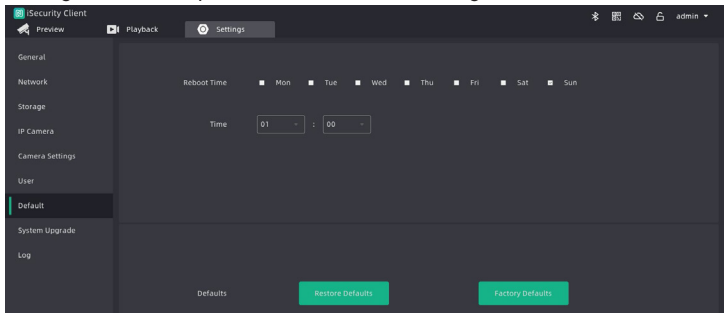 iSecurity Client
Preview Playback Settings admin
General
Network
Reboot Time Mon Tue Wed Thu Fri Sat Sun
Storage
Time 01 : 00
IP Camera
Camera Settings
User
Default
System Upgrade
Log
Defaults Restore Defaults Factory Defaults